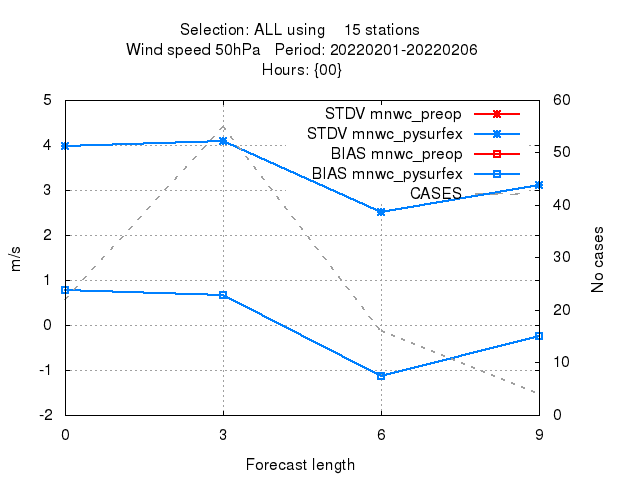 Selection: ALL using 15 stations
Wind speed 50hPa Period: 20220201-20220206
Hours: {00}
5 60
STDV mnwc_preop
4 STDV mnwc_pysurfex 50
BIAS mnwc_preop
3 BIAS mnwc_pysurfex
CASES 40
2
1 30
0 20
-1 10
-2 0
m/s
No cases
0 3 6 9
Forecast length